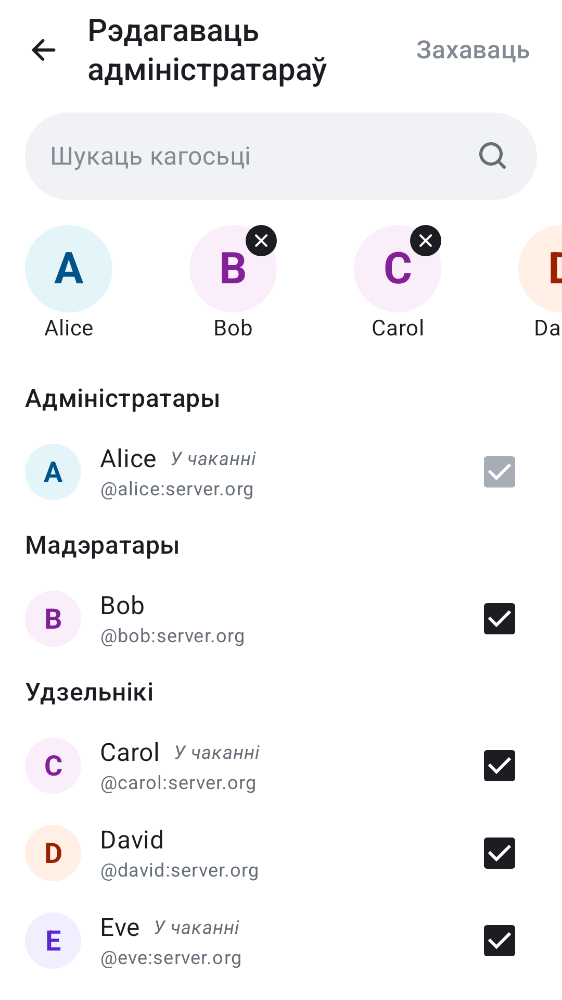 Рэдагаваць
адміністратараў
Захаваць
Шукаць кагосьці
A
B
C
Alice
Bob
Carol
Da
Адміністратары
A
Alice У чаканні
@alice:server.org
Мадэратары
B
Bob
@bob:server.org
Удзельнікі
C
Carol У чаканні
@carol:server.org
D
David
@david:server.org
E
Eve У чаканні
@eve:server.org